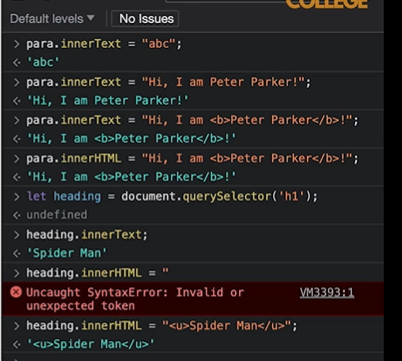 COLLEGE
Default levels ▼ No Issues
> para.innerText = "abc";
<· 'abc'
> para.innerText = "Hi, I am Peter Parker!";
<· 'Hi, I am Peter Parker!'
> para.innerText = "Hi, I am <b>Peter Parker</b>!";
<· 'Hi, I am <b>Peter Parker</b>!'
> para.innerHTML = "Hi, I am <b>Peter Parker</b>!";
<· 'Hi, I am <b>Peter Parker</b>!'
> let heading = document.querySelector('h1');
<· undefined
> heading.innerText;
<· 'Spider Man'
> heading.innerHTML = "
Uncaught SyntaxError: Invalid or VM3393:1
unexpected token
> heading.innerHTML = "<u>Spider Man</u>";
<· '<u>Spider Man</u>'